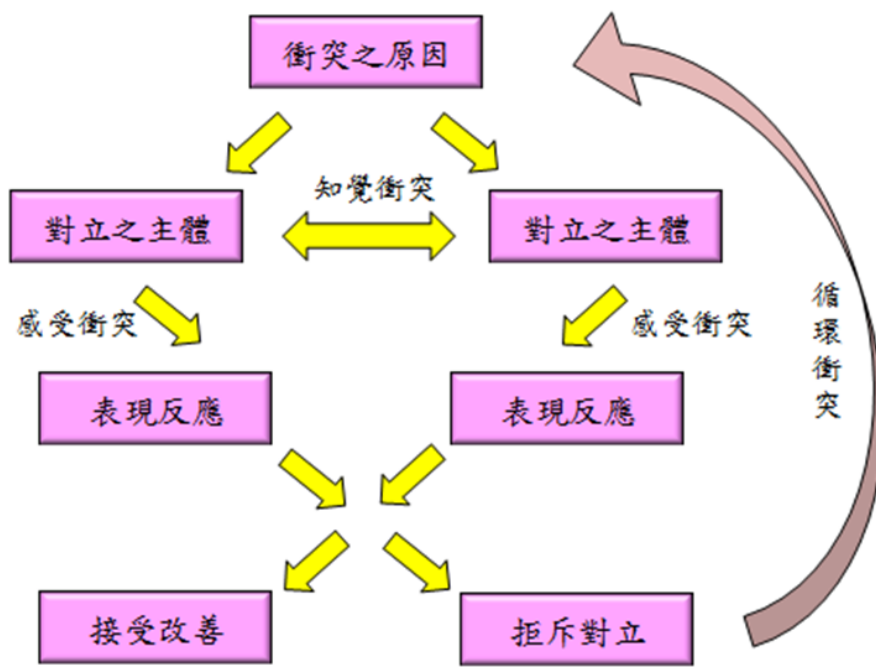 衝突之原因
知覺衝突
對立之主體
對立之主體
感受衝突
感受衝突
循環衝突
表現反應
表現反應
接受改善
拒斥對立